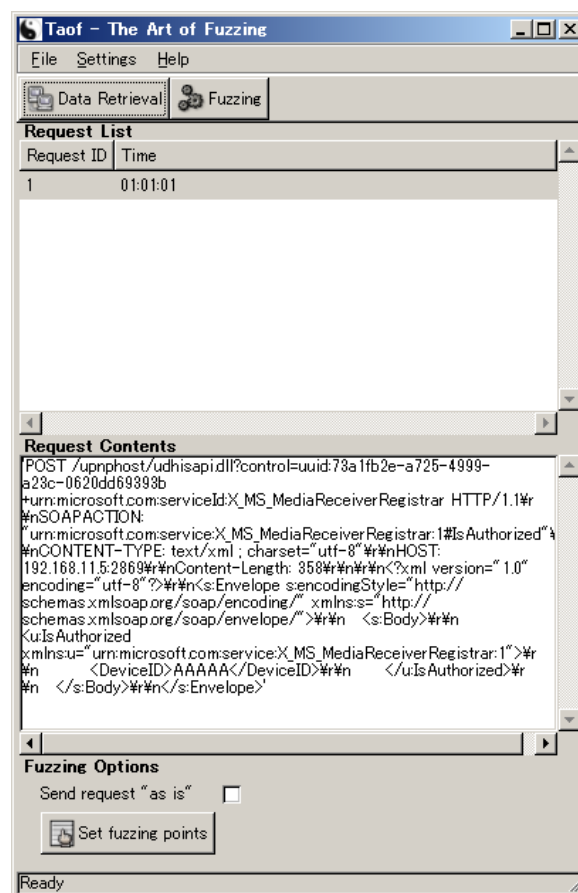 Taof - The Art of Fuzzing
File Settings Help
Data Retrieval Fuzzing
Request List
Request ID Time
1 01:01:01
Request Contents
'POST /upnphost/udhisapi.dll?control=uuid:73a1fb2e-a725-4999-
a23c-0620dd69393b
+urn:microsoft.com:serviceId:X_MS_MediaReceiverRegistrar HTTP/1.1¥r
¥nSOAPACTION:
"urn:microsoft.com:service:X_MS_MediaReceiverRegistrar:1#IsAuthorized"¥
¥nCONTENT-TYPE: text/xml ; charset="utf-8"¥r¥nHOST:
192.168.11.5:2869¥r¥nContent-Length: 358¥r¥n¥r¥n<?xml version="1.0"
encoding="utf-8"?>¥r¥n<s:Envelope s:encodingStyle="http://
schemas.xmlsoap.org/soap/encoding/" xmlns:s="http://
schemas.xmlsoap.org/soap/envelope/">¥r¥n <s:Body>¥r¥n
<u:IsAuthorized
xmlns:u="urn:microsoft.com:service:X_MS_MediaReceiverRegistrar:1">¥r
¥n <DeviceID>AAAAA</DeviceID>¥r¥n </u:IsAuthorized>¥r
¥n </s:Body>¥r¥n</s:Envelope>'
Fuzzing Options
Send request "as is"
Set fuzzing points
Ready